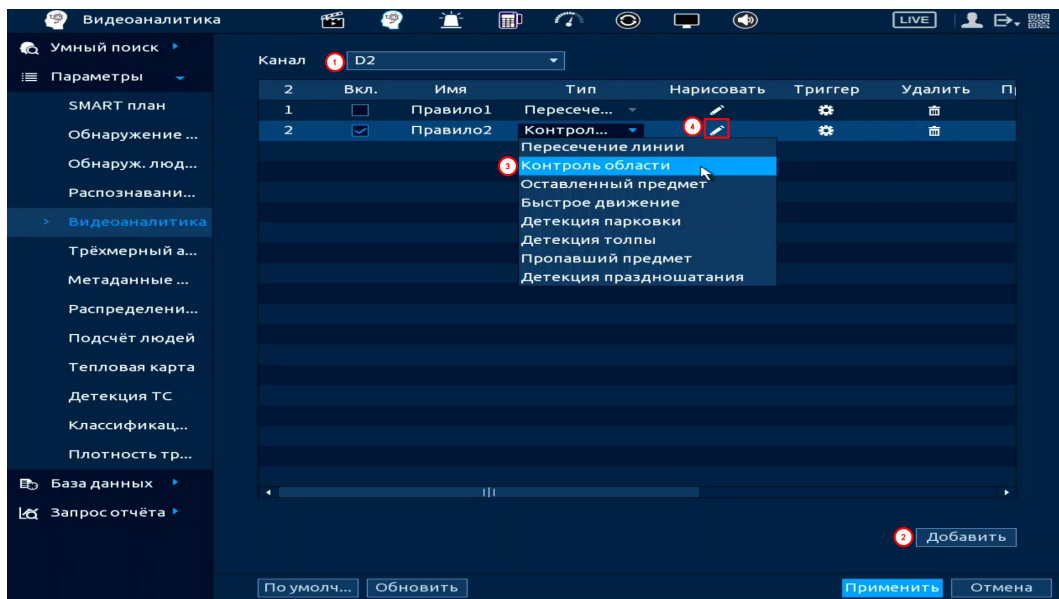 Видеоаналитика
LIVE
Умный поиск
Параметры
SMART план
Обнаружение ...
Обнаруж. люд...
Распознавани...
> Видеоаналитика
Трёхмерный а...
Метаданные ...
Распределени...
Подсчёт людей
Тепловая карта
Детекция ТС
Классификац...
Плотность тр...
База данных
Запрос отчёта
Канал 1 D2
2 Вкл. Имя Тип Нарисовать Триггер Удалить П
1 Правило1 Пересече...
2 Правило2 Контрол... 4
Пересечение линии
3 Контроль области
Оставленный предмет
Быстрое движение
Детекция парковки
Детекция толпы
Пропавший предмет
Детекция праздношатания
2 Добавить
По умолч... Обновить Применить Отмена